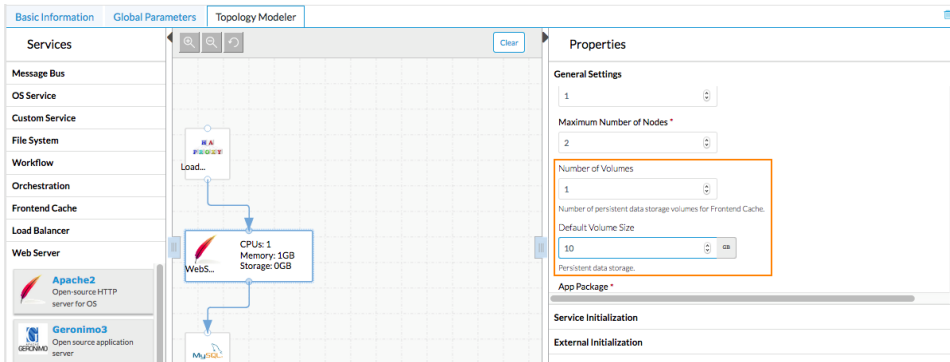 Basic Information
Global Parameters
Topology Modeler
Services
Message Bus
OS Service
Custom Service
File System
Workflow
Orchestration
Frontend Cache
Load Balancer
Web Server
Apache2
Open-source HTTP
server for OS
GERONIMO
Geronimo3
Open source application
server
Clear
HA
PROXY
Load...
WebS...
CPUs: 1
Memory: 1GB
Storage: 0GB
MySQL
Properties
General Settings
1
Maximum Number of Nodes *
2
Number of Volumes
1
Number of persistent data storage volumes for Frontend Cache.
Default Volume Size
10
GB
Persistent data storage.
App Package *
Service Initialization
External Initialization